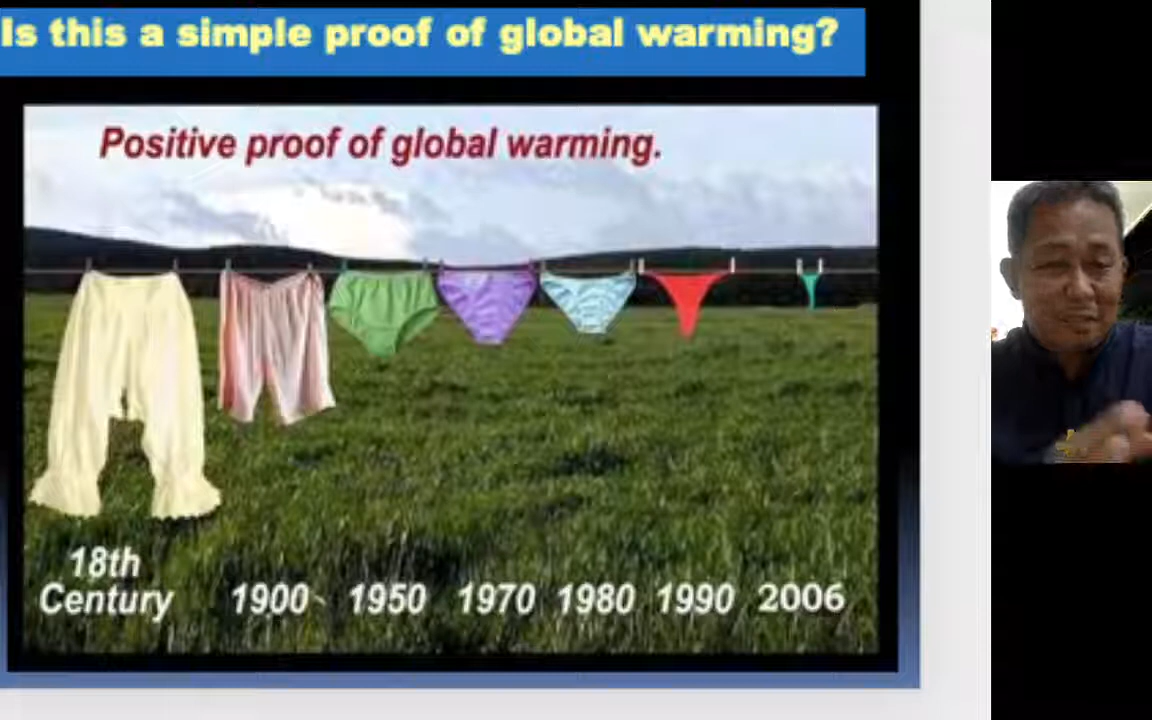 Is this a simple proof of global warming?
Positive proof of global warming.
18th
Century 1900 1950 1970 1980 1990 2006